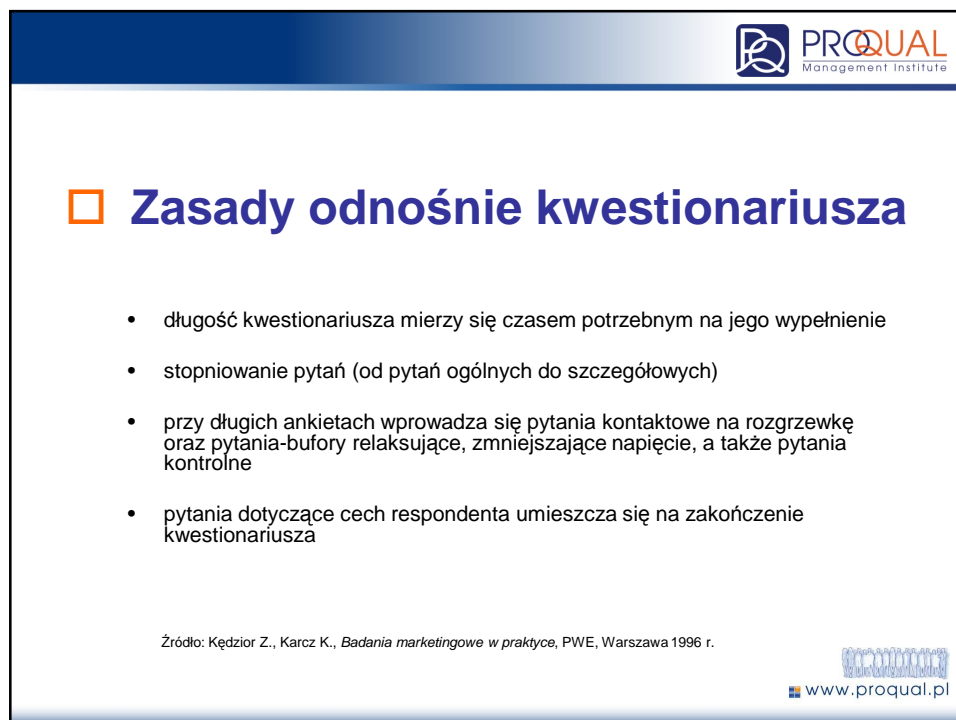 PROQUAL
Management Institute
Zasady odnośnie kwestionariusza
• długość kwestionariusza mierzy się czasem potrzebnym na jego wypełnienie
• stopniowanie pytań (od pytań ogólnych do szczegółowych)
• przy długich ankietach wprowadza się pytania kontaktowe na rozgrzewkę
oraz pytania-bufory relaksujące, zmniejszające napięcie, a także pytania
kontrolne
• pytania dotyczące cech respondenta umieszcza się na zakończenie
kwestionariusza
Źródło: Kędzior Z., Karcz K., Badania marketingowe w praktyce, PWE, Warszawa 1996 r.
www.proqual.pl